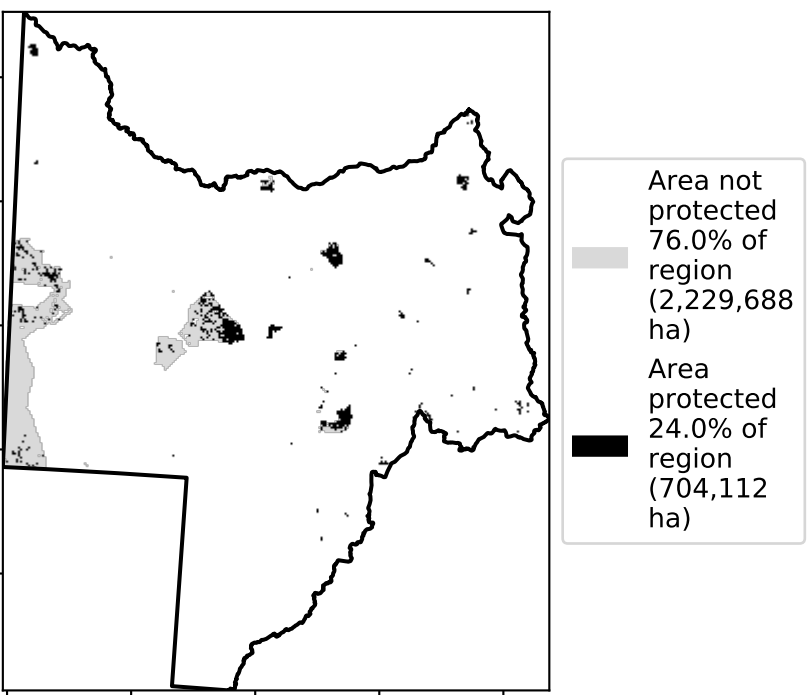 Area not
protected
76.0% of
region
(2,229,688
ha)
Area
protected
24.0% of
region
(704,112
ha)